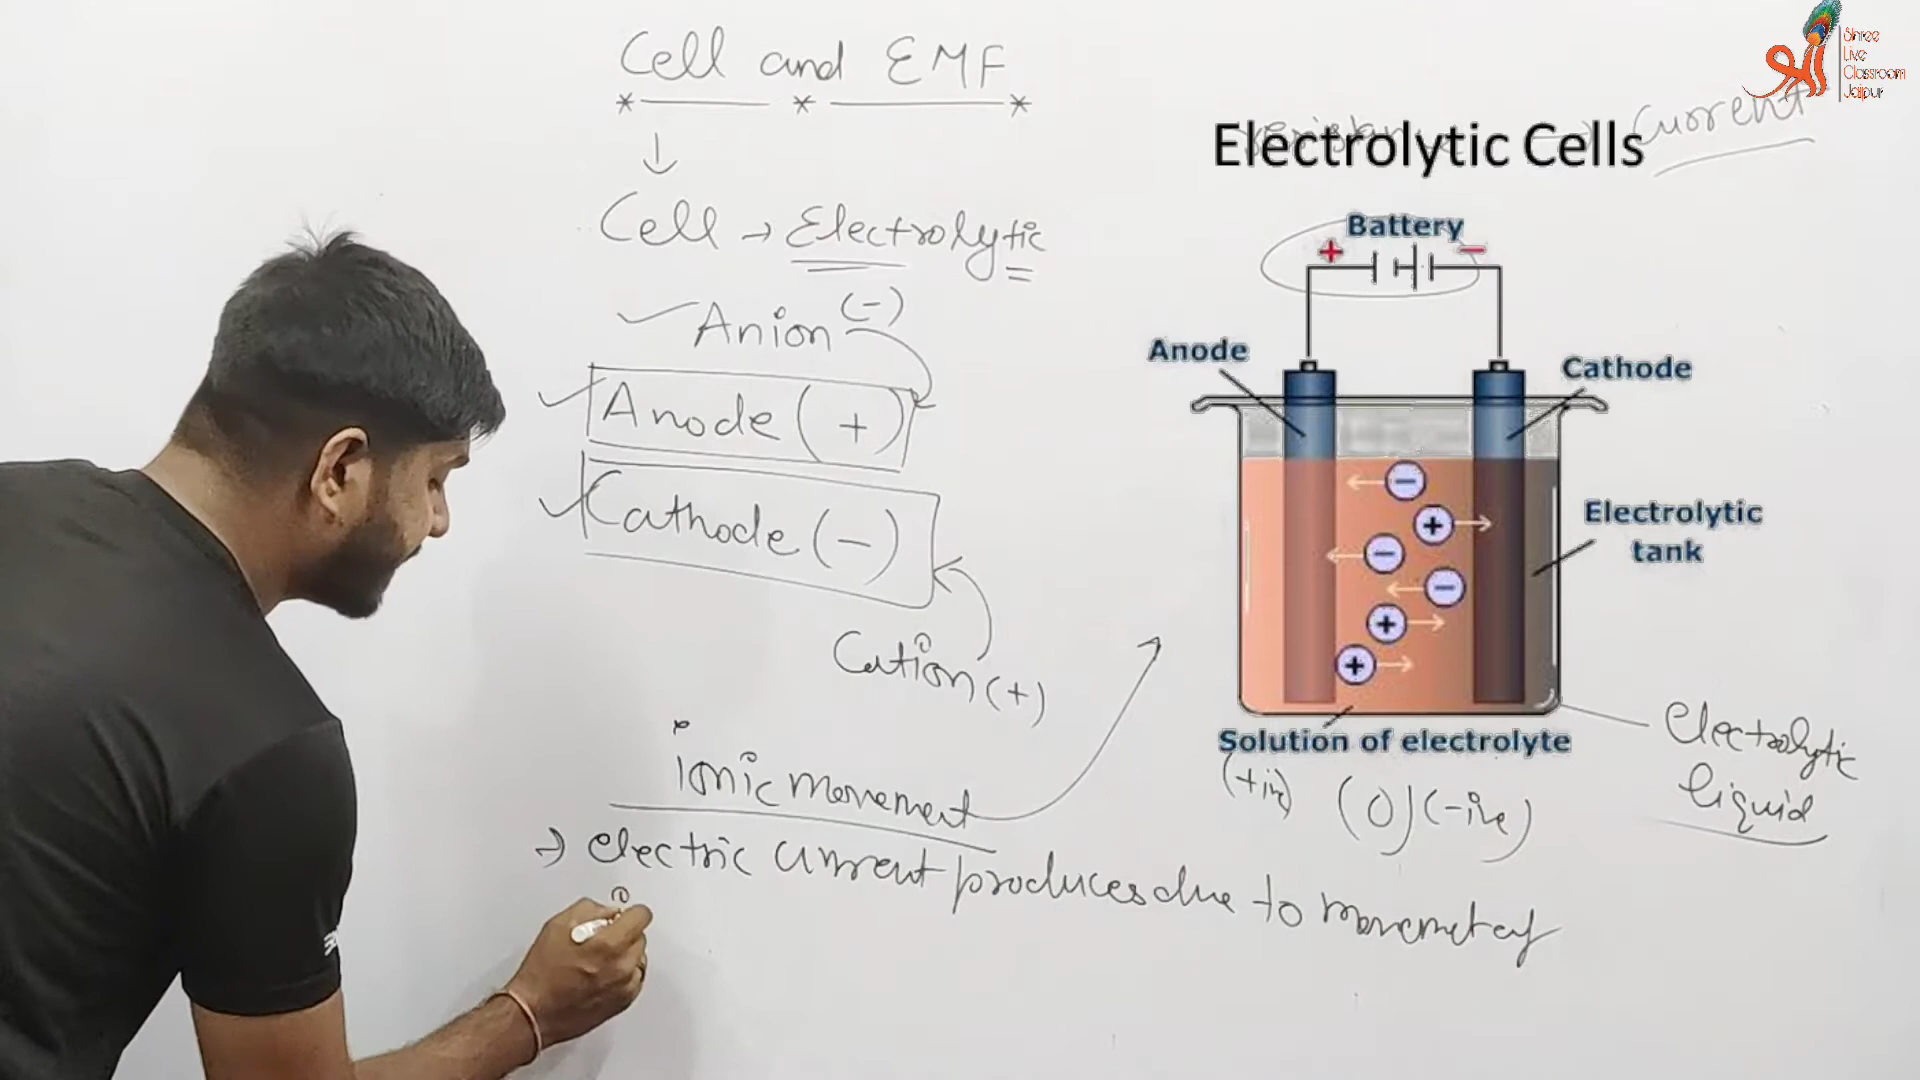 Cell and EMF
Cell → Electrolytic
Anion (-)
Anode (+)
Cathode (-)
Cation (+)
ionic movement
→ electric current produces due to movement of
Shree
Live
Classroom
Jaipur
Current
Electrolytic Cells
Battery
+ −
Anode
Cathode
−
+
−
−
+
+
Electrolytic
tank
Solution of electrolyte
(+ive) (0) (-ive)
Electrolytic
liquid